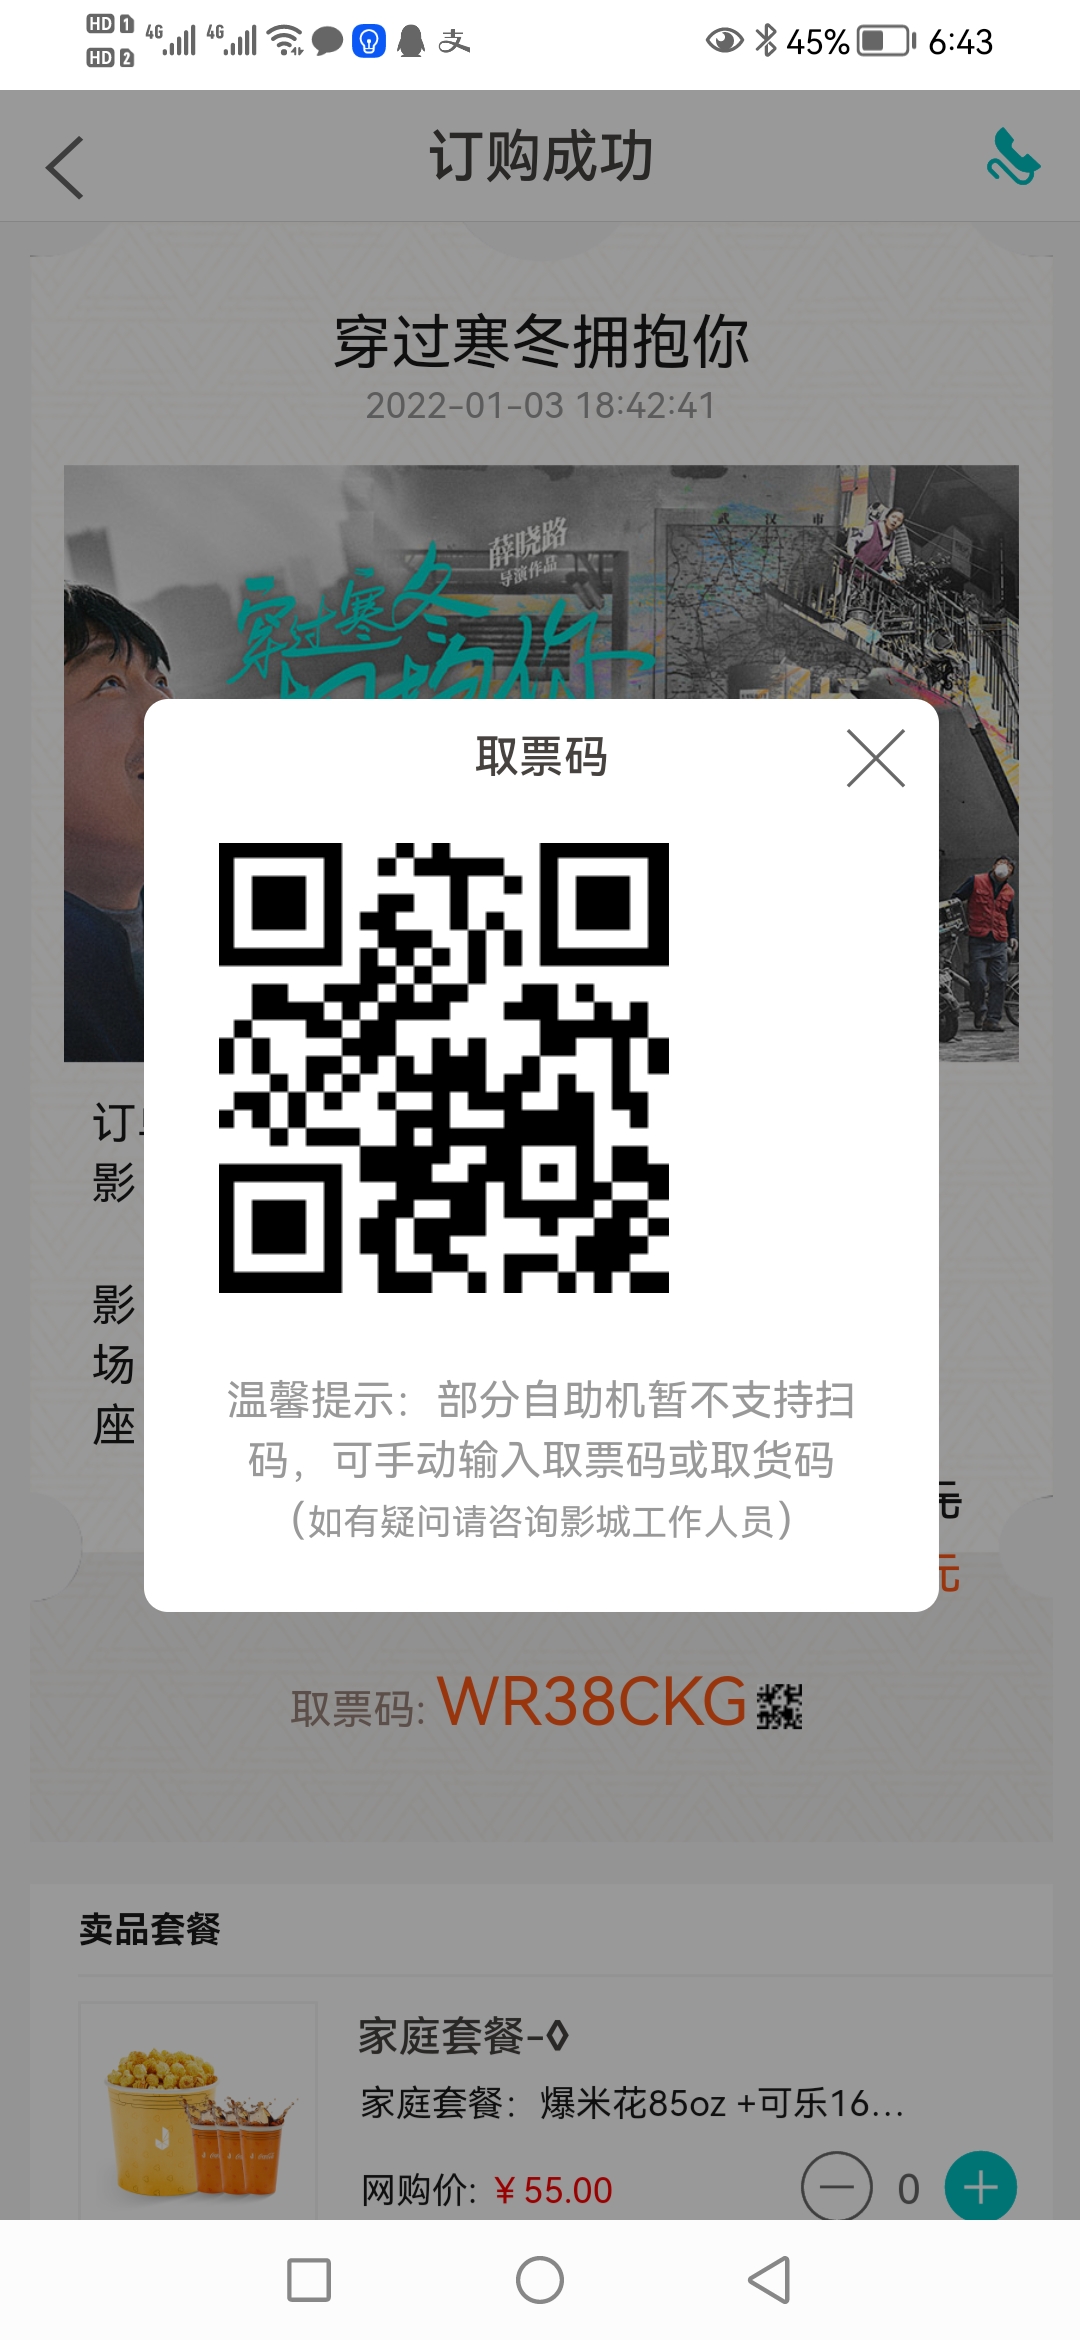 HD 1 4G 4G 45% 6:43
HD 2
订购成功
穿过寒冬拥抱你
2022-01-03 18:42:41
薛晓路
导演作品
武 汉 市
穿过寒冬
取票码
订
影
影
场
座
温馨提示：部分自助机暂不支持扫
码，可手动输入取票码或取货码
（如有疑问请咨询影城工作人员）
元
元
取票码: WR38CKG
卖品套餐
家庭套餐-◊
家庭套餐：爆米花85oz +可乐16...
网购价: ￥55.00
0